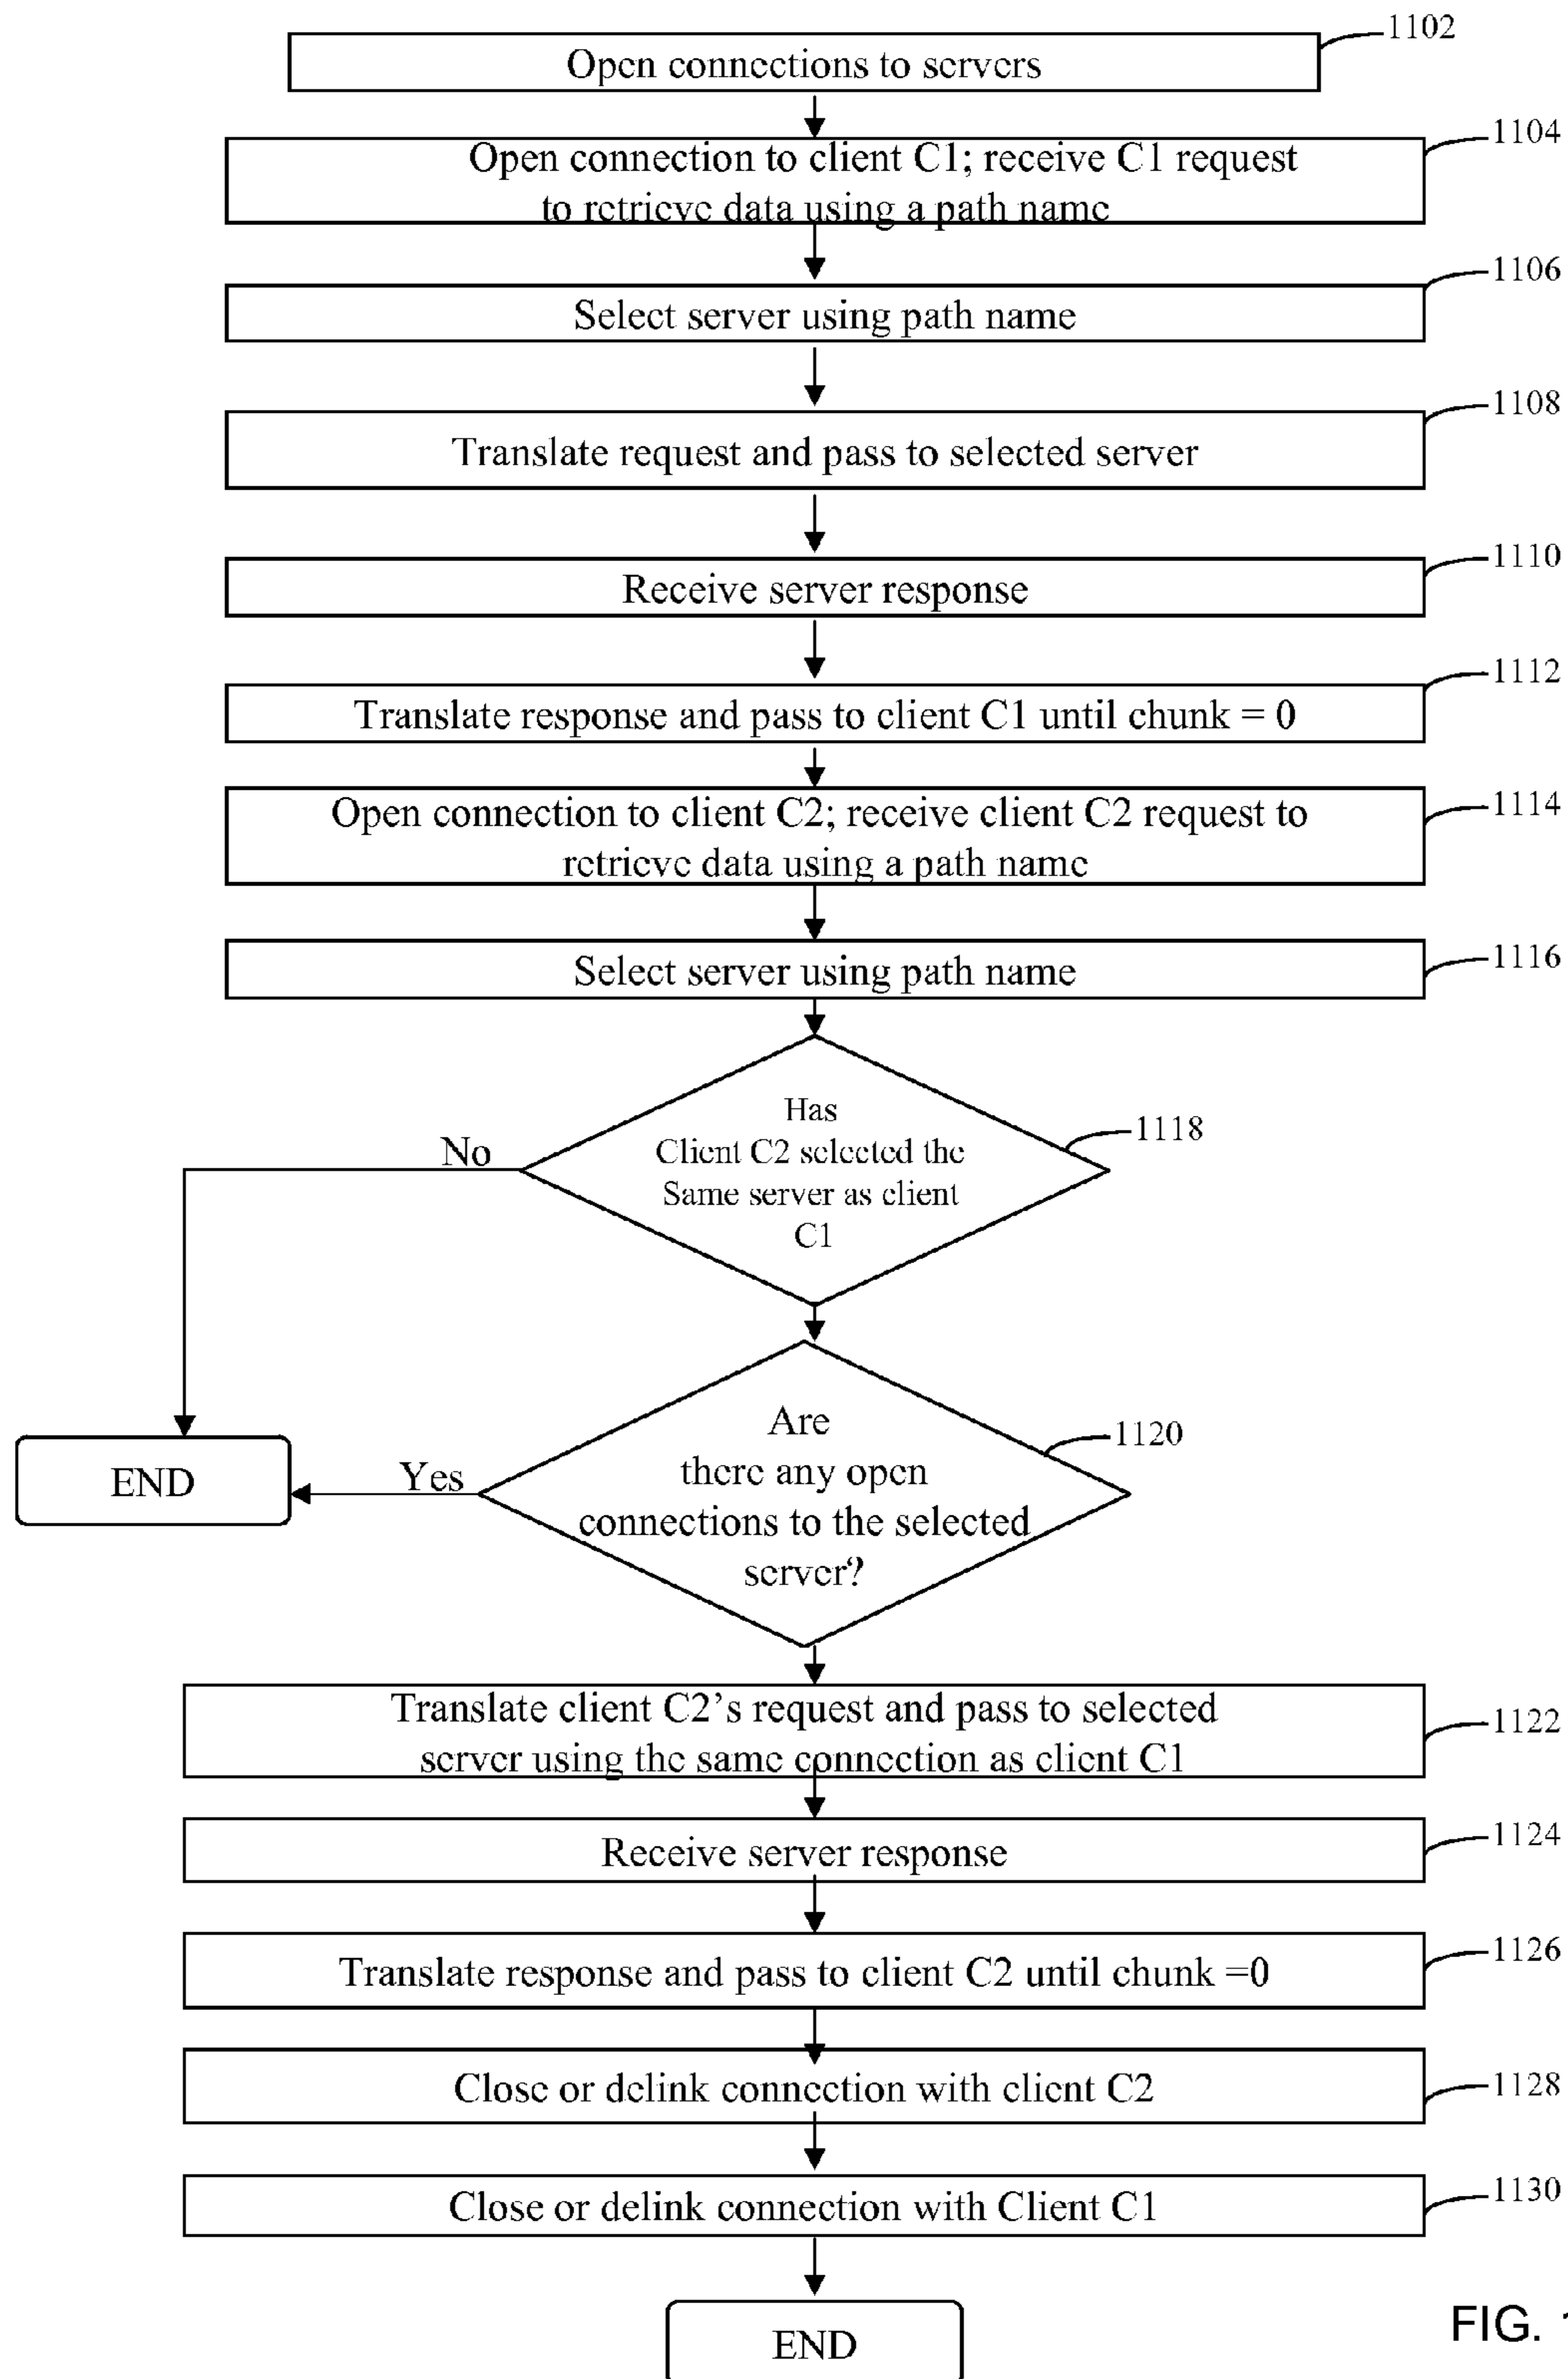 1102
Open connections to servers
1104
Open connection to client C1; receive C1 request
to retrieve data using a path name
1106
Select server using path name
1108
Translate request and pass to selected server
1110
Receive server response
1112
Translate response and pass to client C1 until chunk = 0
1114
Open connection to client C2; receive client C2 request to
retrieve data using a path name
1116
Select server using path name
1118
Has
Client C2 selected the
Same server as client
C1
No
1120
Are
there any open
connections to the selected
server?
Yes
END
1122
Translate client C2's request and pass to selected
server using the same connection as client C1
1124
Receive server response
1126
Translate response and pass to client C2 until chunk =0
1128
Close or delink connection with client C2
1130
Close or delink connection with Client C1
END
FIG.